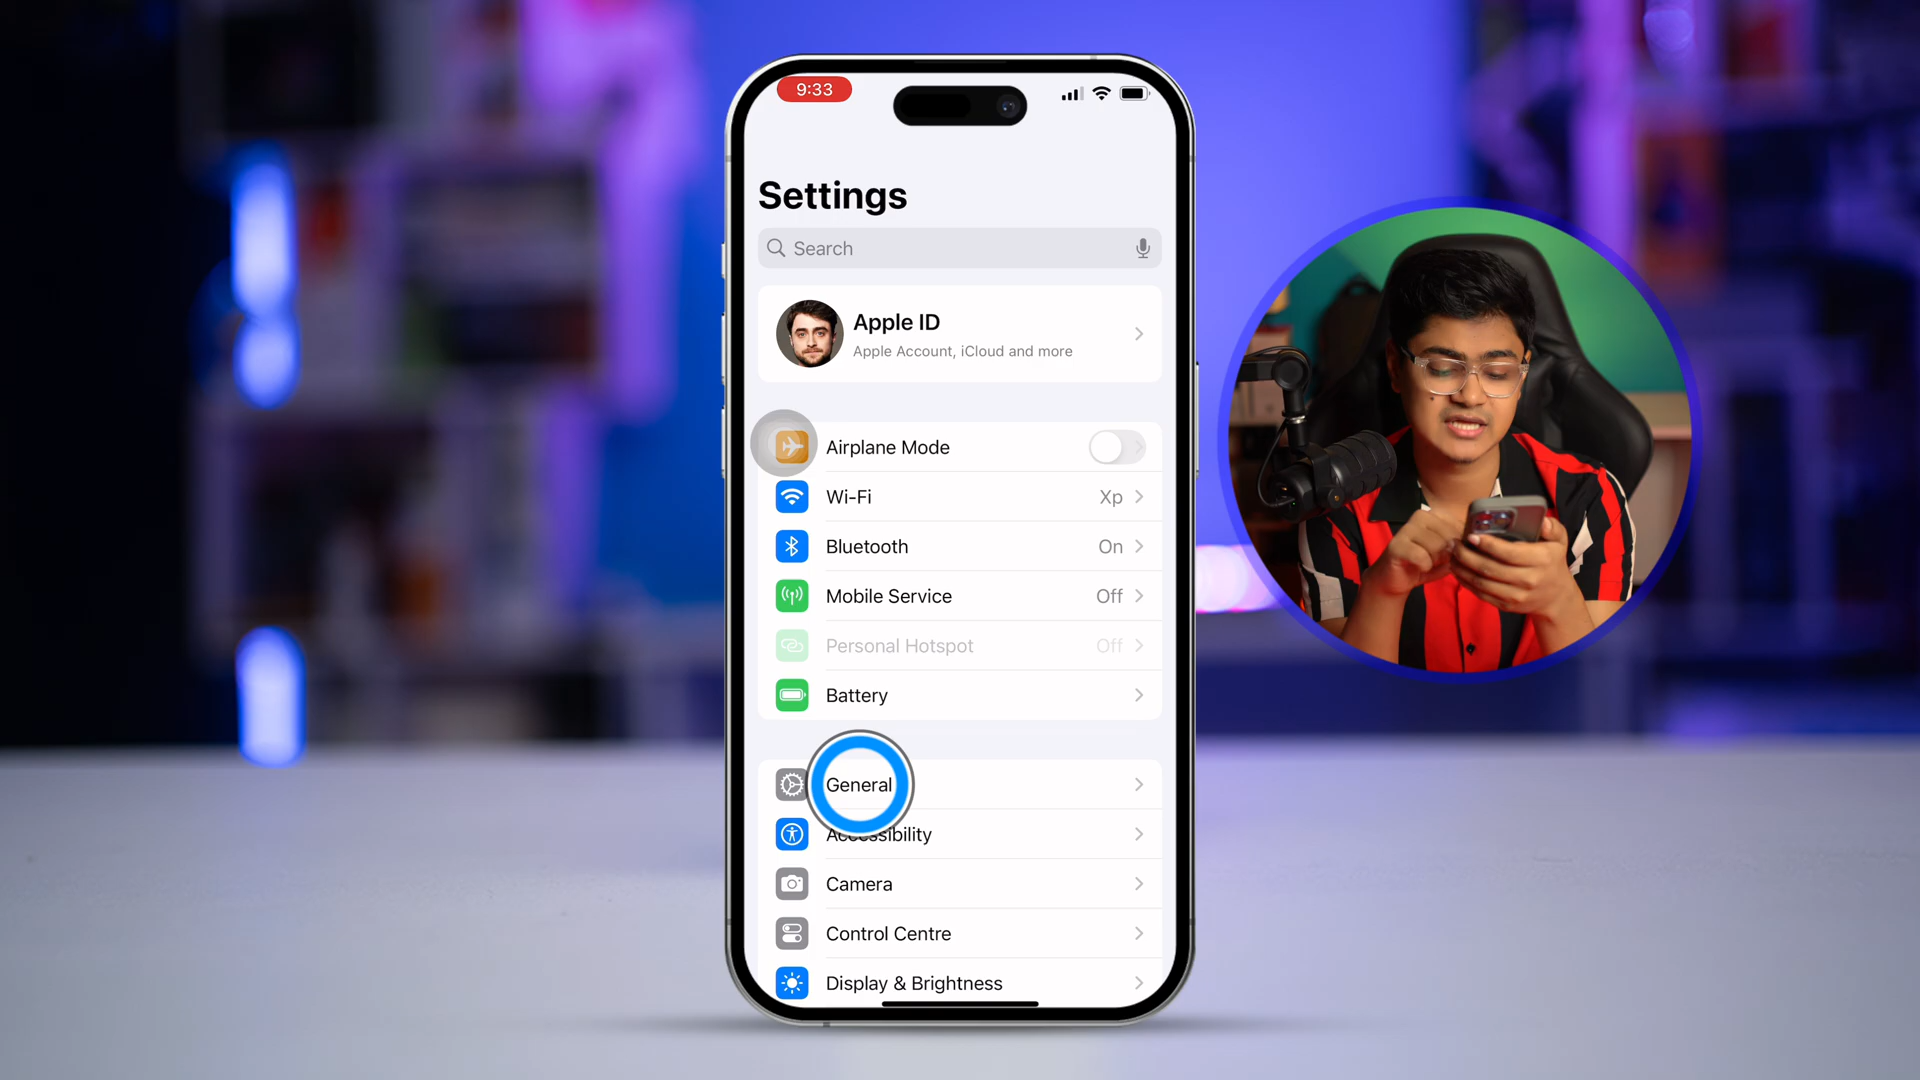 9:33
Settings
Search
Apple ID
Apple Account, iCloud and more
Airplane Mode
Wi-Fi Xp
Bluetooth On
Mobile Service Off
Personal Hotspot Off
Battery
General
Accessibility
Camera
Control Centre
Display & Brightness